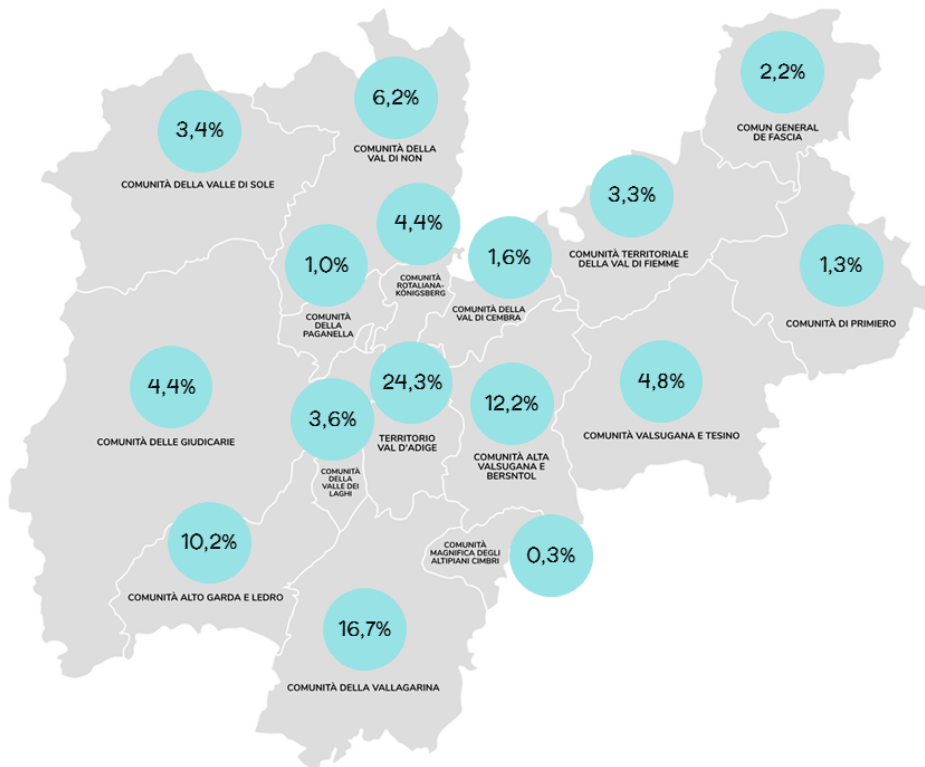 2,2%
COMUN GENERAL
DE FASCIA
6,2%
COMUNITÀ DELLA
VAL DI NON
3,4%
COMUNITÀ DELLA VALLE DI SOLE
3,3%
COMUNITÀ TERRITORIALE
DELLA VAL DI FIEMME
4,4%
COMUNITÀ
ROTALIANA-
KÖNIGSBERG
1,6%
COMUNITÀ DELLA
VAL DI CEMBRA
1,0%
COMUNITÀ
DELLA
PAGANELLA
1,3%
COMUNITÀ DI PRIMIERO
4,4%
COMUNITÀ DELLE GIUDICARIE
3,6%
COMUNITÀ
DELLA
VALLE DEI
LAGHI
24,3%
TERRITORIO
VAL D'ADIGE
12,2%
COMUNITÀ ALTA
VALSUGANA E
BERSNTOL
4,8%
COMUNITÀ VALSUGANA E TESINO
10,2%
COMUNITÀ ALTO GARDA E LEDRO
COMUNITÀ
MAGNIFICA DEGLI
ALTIPIANI CIMBRI
0,3%
16,7%
COMUNITÀ DELLA VALLAGARINA